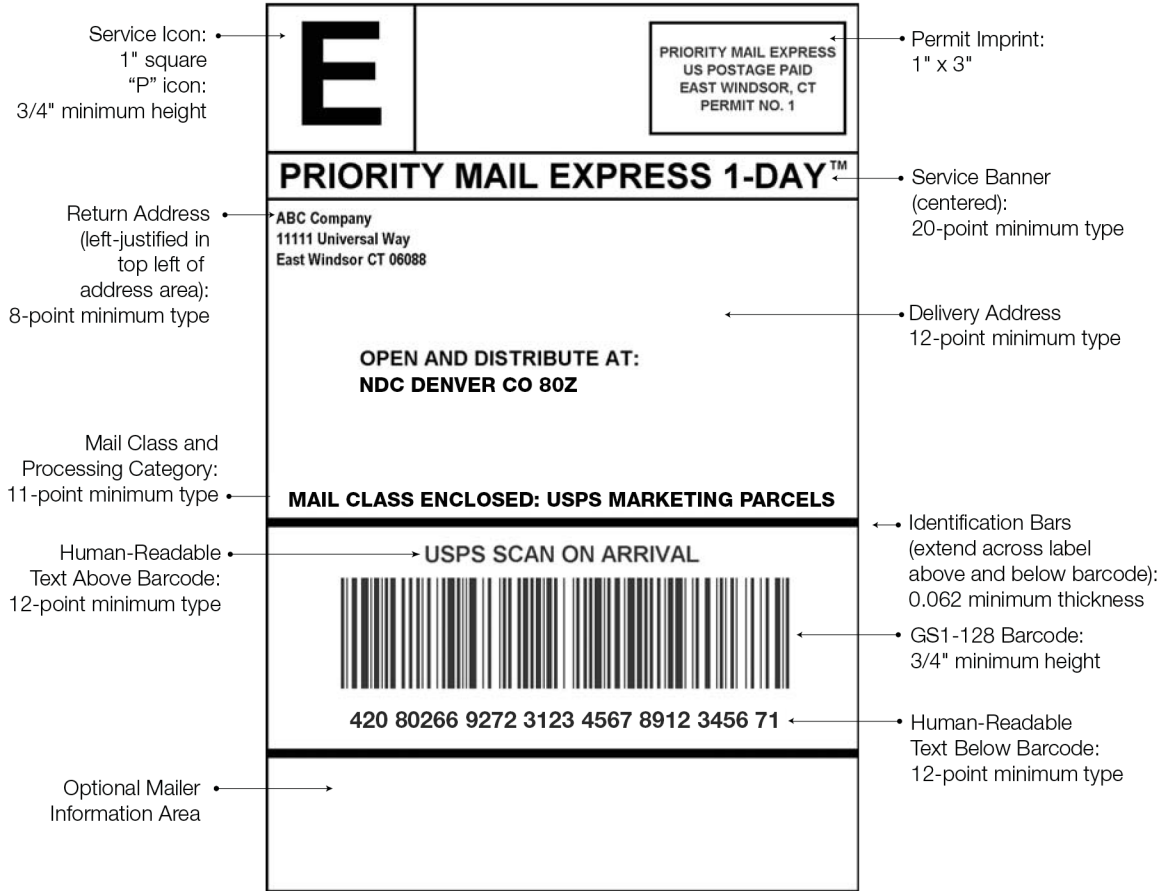 Service Icon:
1" square
“P” icon:
3/4" minimum height
E
PRIORITY MAIL EXPRESS
US POSTAGE PAID
EAST WINDSOR, CT
PERMIT NO. 1
Permit Imprint:
1" x 3"
PRIORITY MAIL EXPRESS 1-DAY™
Service Banner
(centered):
20-point minimum type
Return Address
(left-justified in
top left of
address area):
8-point minimum type
ABC Company
11111 Universal Way
East Windsor CT 06088
Delivery Address
12-point minimum type
OPEN AND DISTRIBUTE AT:
NDC DENVER CO 80Z
Mail Class and
Processing Category:
11-point minimum type
MAIL CLASS ENCLOSED: USPS MARKETING PARCELS
Identification Bars
(extend across label
above and below barcode):
0.062 minimum thickness
Human-Readable
Text Above Barcode:
12-point minimum type
USPS SCAN ON ARRIVAL
GS1-128 Barcode:
3/4" minimum height
420 80266 9272 3123 4567 8912 3456 71
Human-Readable
Text Below Barcode:
12-point minimum type
Optional Mailer
Information Area